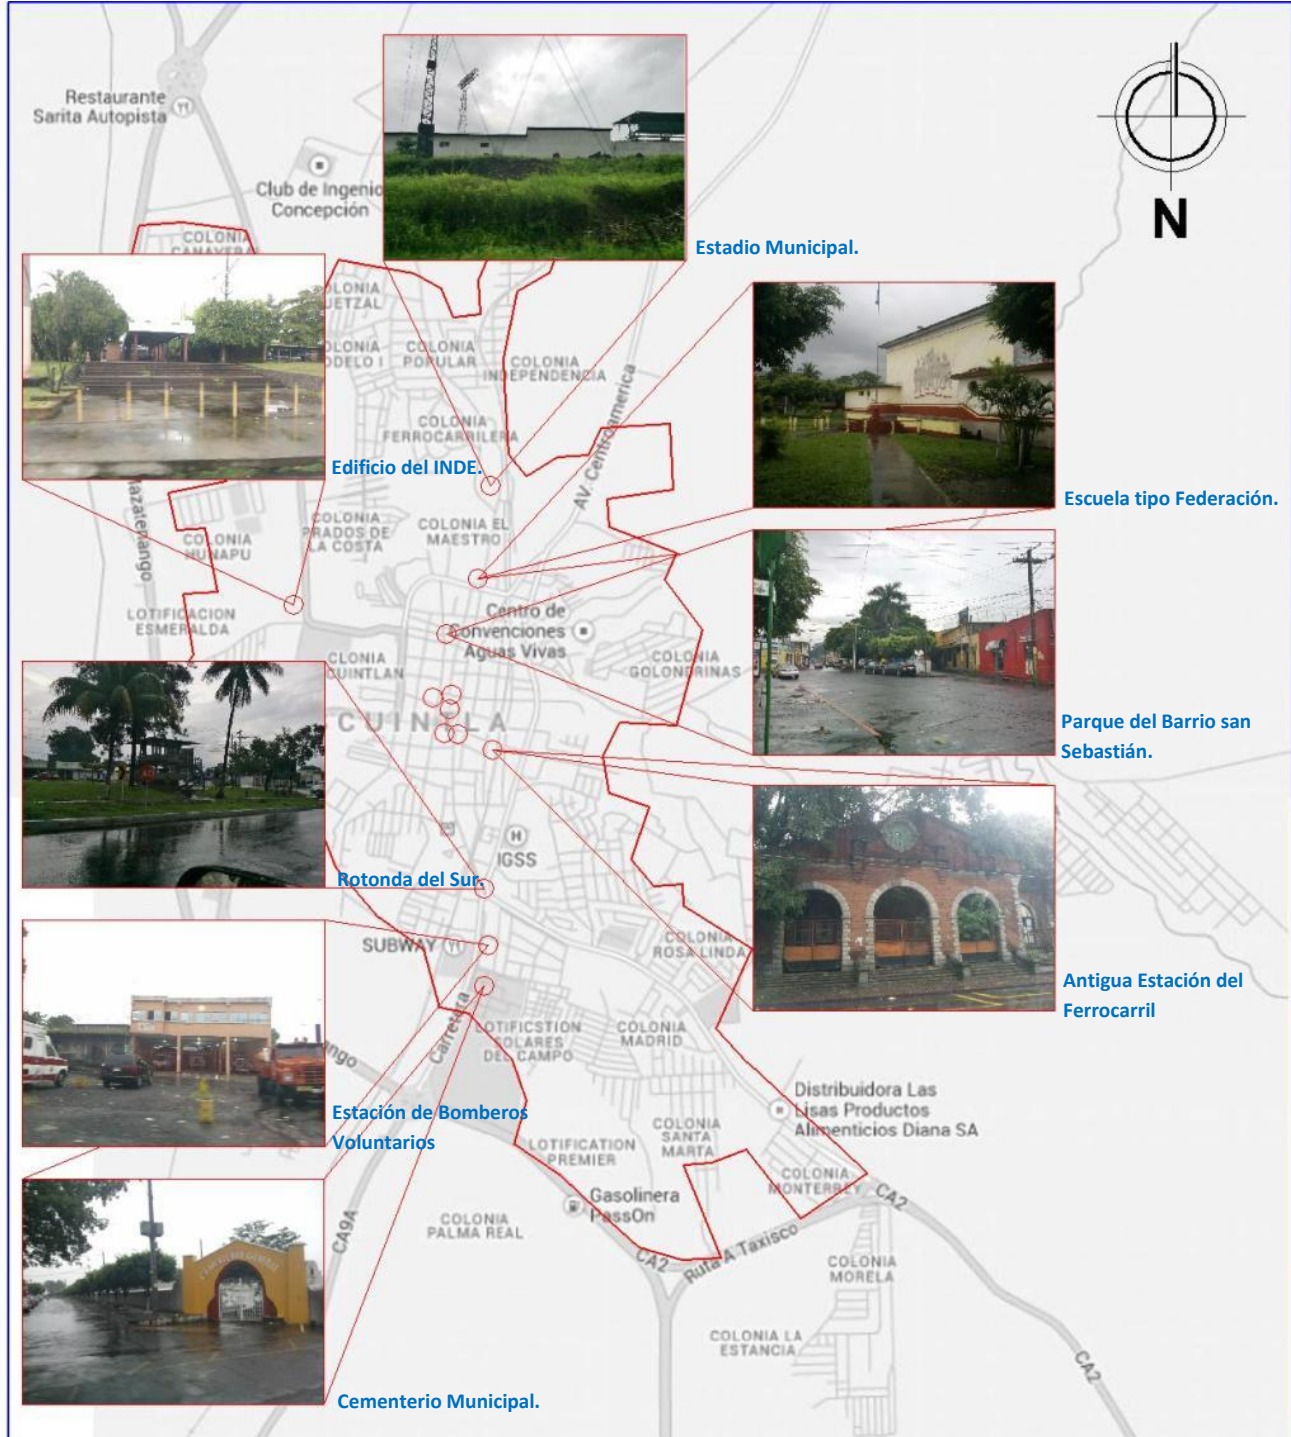 Restaurante
Sarita Autopista
Club de Ingenio
Concepción
N
COLONIA
Estadio Municipal.
COLONIA
POPULAR
COLONIA
INDEPENDENCIA
COLONIA
FERROCARRILERA
AV. Centroamerica
Edificio del INDE.
Escuela tipo Federación.
COLONIA
HUNAPU
COLONIA
PRADOS DE
LA COSTA
COLONIA EL
MAESTRO
LOTIFICACION
ESMERALDA
Centro de
Convenciones
Aguas Vivas
COLONIA
GOLONDRINAS
CLONIA
Parque del Barrio san
Sebastián.
H
IGSS
Rotonda del Sur.
SUBWAY
COLONIA
ROSA LINDA
Antigua Estación del
Ferrocarril
Carretera
LOTIFICSTION
SOLARES
DEL CAMPO
COLONIA
MADRID
Estación de Bomberos
Voluntarios
Distribuidora Las
Lisas Productos
Alimenticios Diana SA
COLONIA
SANTA
MARTA
LOTIFICATION
PREMIER
COLONIA
MONTERREY
CA2
Gasolinera
PassOn
COLONIA
PALMA REAL
CA9A
CA2
Ruta A Taxisco
COLONIA
MORELA
COLONIA LA
ESTANCIA
CA2
Cementerio Municipal.